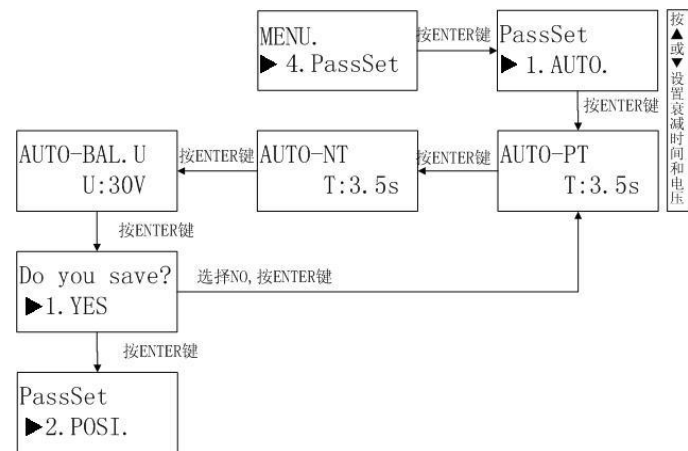 MENU.
▶ 4. PassSet
按ENTER键
PassSet
▶ 1. AUTO.
按▲或▼设置衰减时间和电压
按ENTER键
AUTO-PT
T:3.5s
按ENTER键
AUTO-NT
T:3.5s
按ENTER键
AUTO-BAL.U
U:30V
按ENTER键
Do you save?
▶1. YES
选择NO, 按ENTER键
按ENTER键
PassSet
▶2. POSI.